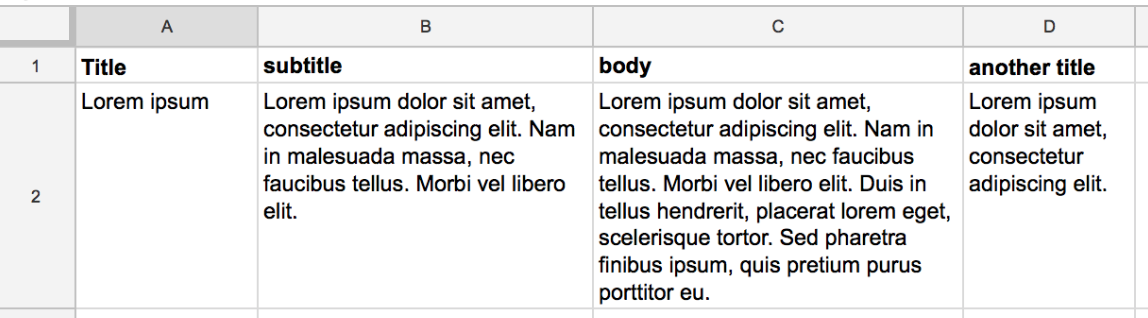 A B C D
1 Title subtitle body another title
2
Lorem ipsum
Lorem ipsum dolor sit amet,
consectetur adipiscing elit. Nam
in malesuada massa, nec
faucibus tellus. Morbi vel libero
elit.
Lorem ipsum dolor sit amet,
consectetur adipiscing elit. Nam in
malesuada massa, nec faucibus
tellus. Morbi vel libero elit. Duis in
tellus hendrerit, placerat lorem eget,
scelerisque tortor. Sed pharetra
finibus ipsum, quis pretium purus
porttitor eu.
Lorem ipsum
dolor sit amet,
consectetur
adipiscing elit.